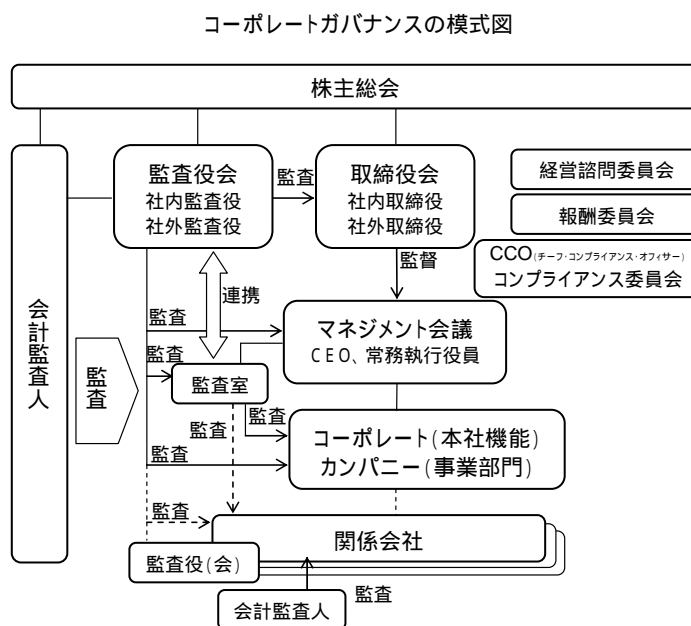 コーポレートガバナンスの模式図
株主総会
監査役会
社内監査役
社外監査役
監査
取締役会
社内取締役
社外取締役
経営諮問委員会
報酬委員会
CCO(チーフ・コンプライアンス・オフィサー)
コンプライアンス委員会
監督
連携
会計監査人
監査
監査
マネジメント会議
CEO、常務執行役員
監査
監査室
監査
監査
コーポレート(本社機能)
カンパニー(事業部門)
監査
監査
関係会社
監査役(会)
会計監査人
監査